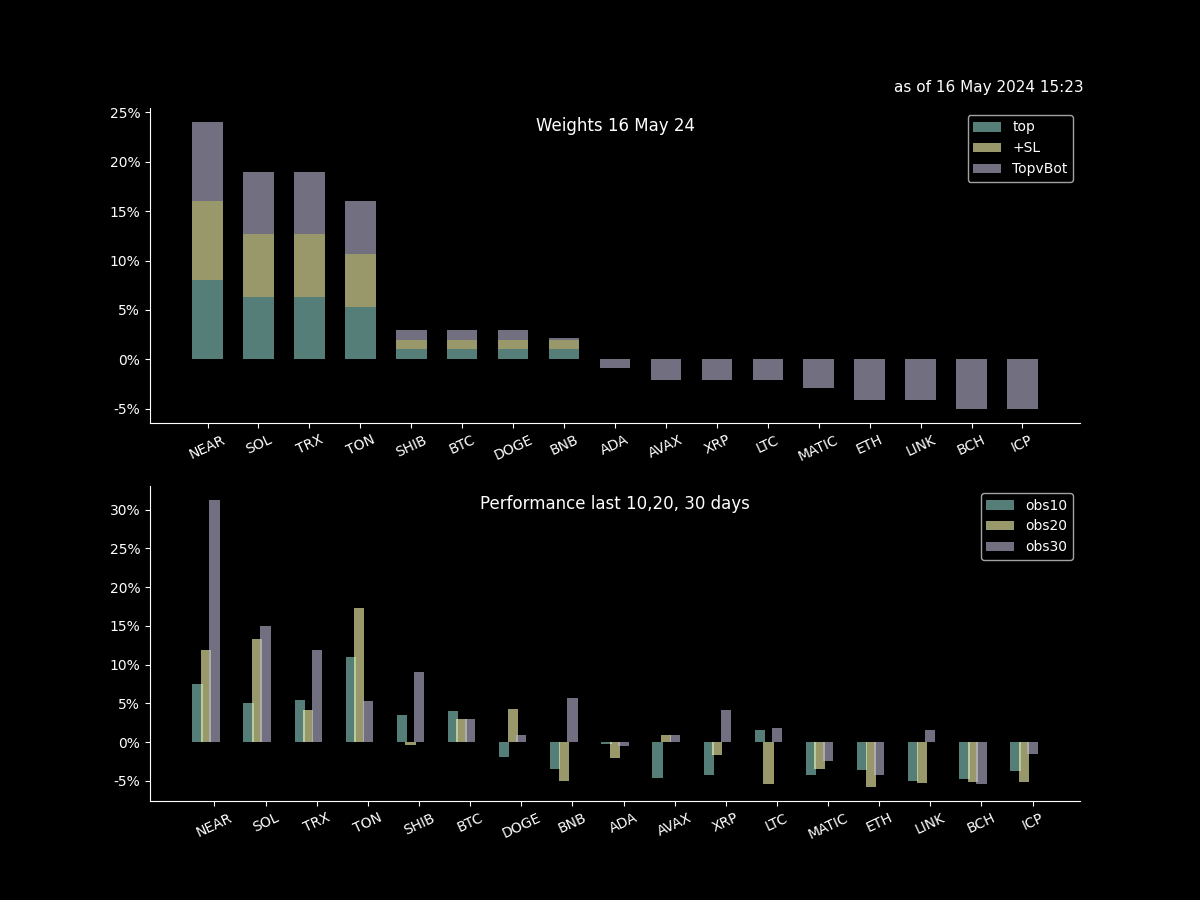 as of 16 May 2024 15:23
Weights 16 May 24
top
+SL
TopvBot
25%
20%
15%
10%
5%
0%
-5%
NEAR SOL TRX TON SHIB BTC DOGE BNB ADA AVAX XRP LTC MATIC ETH LINK BCH ICP
Performance last 10,20, 30 days
obs10
obs20
obs30
30%
25%
20%
15%
10%
5%
0%
-5%
NEAR SOL TRX TON SHIB BTC DOGE BNB ADA AVAX XRP LTC MATIC ETH LINK BCH ICP